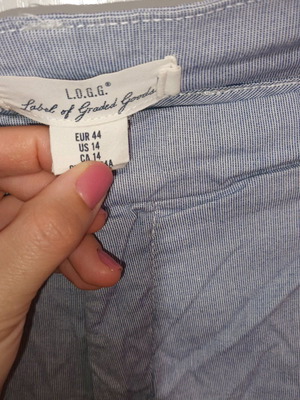 L.O.G.G.®
Label of Graded Goods
EUR 44
US 14
CA 14